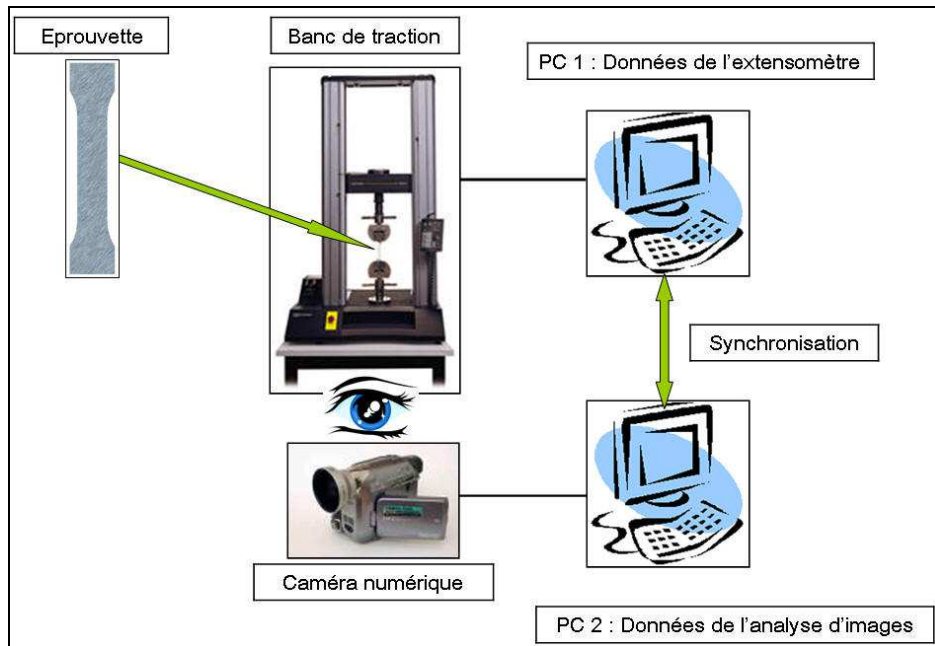 Eprouvette
Banc de traction
PC 1 : Données de l'extensomètre
Synchronisation
Caméra numérique
PC 2 : Données de l'analyse d'images